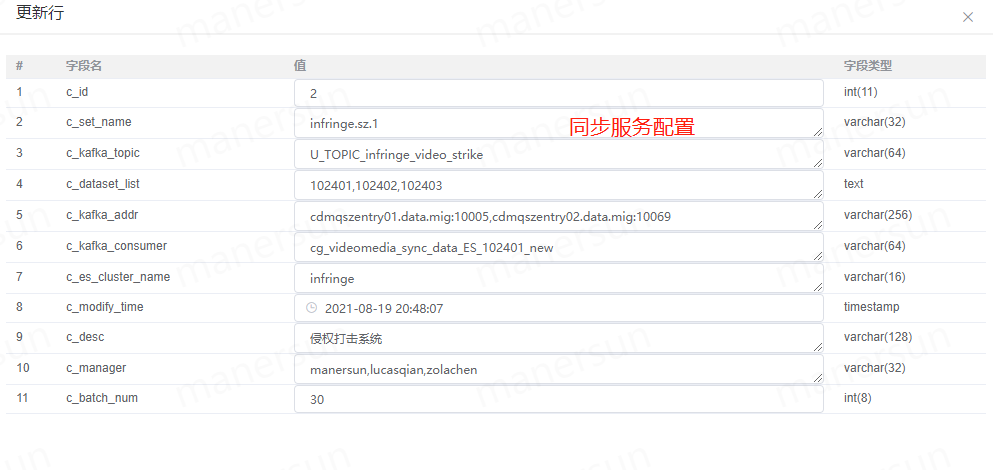 更新行
# 字段名 值 字段类型
1 c_id 2 int(11)
2 c_set_name infringe.sz.1 同步服务配置 varchar(32)
3 c_kafka_topic U_TOPIC_infringe_video_strike varchar(64)
4 c_dataset_list 102401,102402,102403 text
5 c_kafka_addr cdmqszentry01.data.mig:10005,cdmqszentry02.data.mig:10069 varchar(256)
6 c_kafka_consumer cg_videomedia_sync_data_ES_102401_new varchar(64)
7 c_es_cluster_name infringe varchar(16)
8 c_modify_time 2021-08-19 20:48:07 timestamp
9 c_desc 侵权打击系统 varchar(128)
10 c_manager manersun,lucasqian,zolachen varchar(32)
11 c_batch_num 30 int(8)
manersun